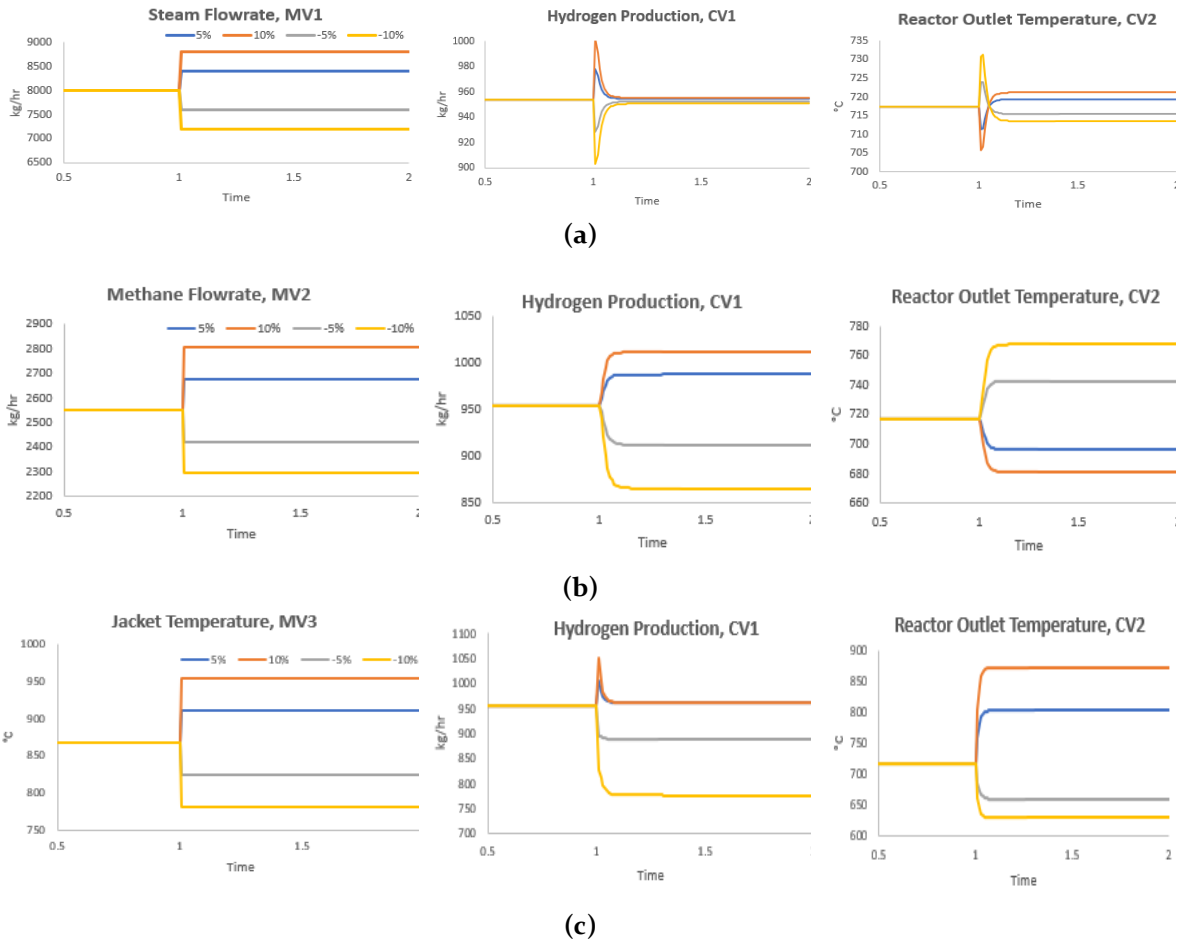 Steam Flowrate, MV1
5% 10% -5% -10%
9000
8500
8000
7500
7000
6500
kg/hr
0.5 1 1.5 2
Time
Hydrogen Production, CV1
1000
980
960
940
920
900
kg/hr
0.5 1 1.5 2
Time
Reactor Outlet Temperature, CV2
735
730
725
720
715
710
705
700
°C
0.5 1 1.5 2
Time
(a)
Methane Flowrate, MV2
5% 10% -5% -10%
2900
2800
2700
2600
2500
2400
2300
2200
kg/hr
0.5 1 1.5 2
Time
Hydrogen Production, CV1
1050
1000
950
900
850
kg/hr
0.5 1 1.5 2
Time
Reactor Outlet Temperature, CV2
780
760
740
720
700
680
660
°C
0.5 1 1.5 2
Time
(b)
Jacket Temperature, MV3
5% 10% -5% -10%
1000
950
900
850
800
750
°C
0.5 1 1.5
Time
Hydrogen Production, CV1
1100
1050
1000
950
900
850
800
750
700
kg/hr
0.5 1 1.5
Time
Reactor Outlet Temperature, CV2
900
850
800
750
700
650
600
°C
0.5 1 1.5 2
Time
(c)